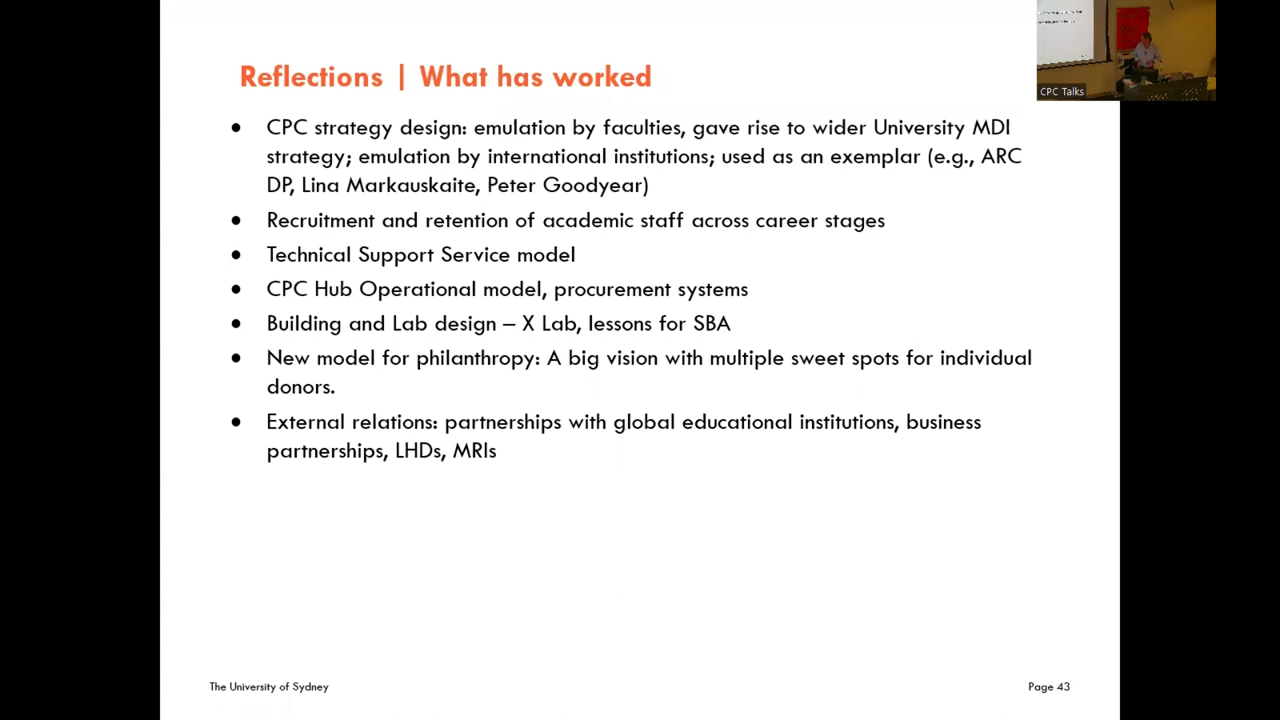 Reflections | What has worked
CPC Talks
• CPC strategy design: emulation by faculties, gave rise to wider University MDI
strategy; emulation by international institutions; used as an exemplar (e.g., ARC
DP, Lina Markauskaite, Peter Goodyear)
• Recruitment and retention of academic staff across career stages
• Technical Support Service model
• CPC Hub Operational model, procurement systems
• Building and Lab design – X Lab, lessons for SBA
• New model for philanthropy: A big vision with multiple sweet spots for individual
donors.
• External relations: partnerships with global educational institutions, business
partnerships, LHDs, MRIs
The University of Sydney
Page 43